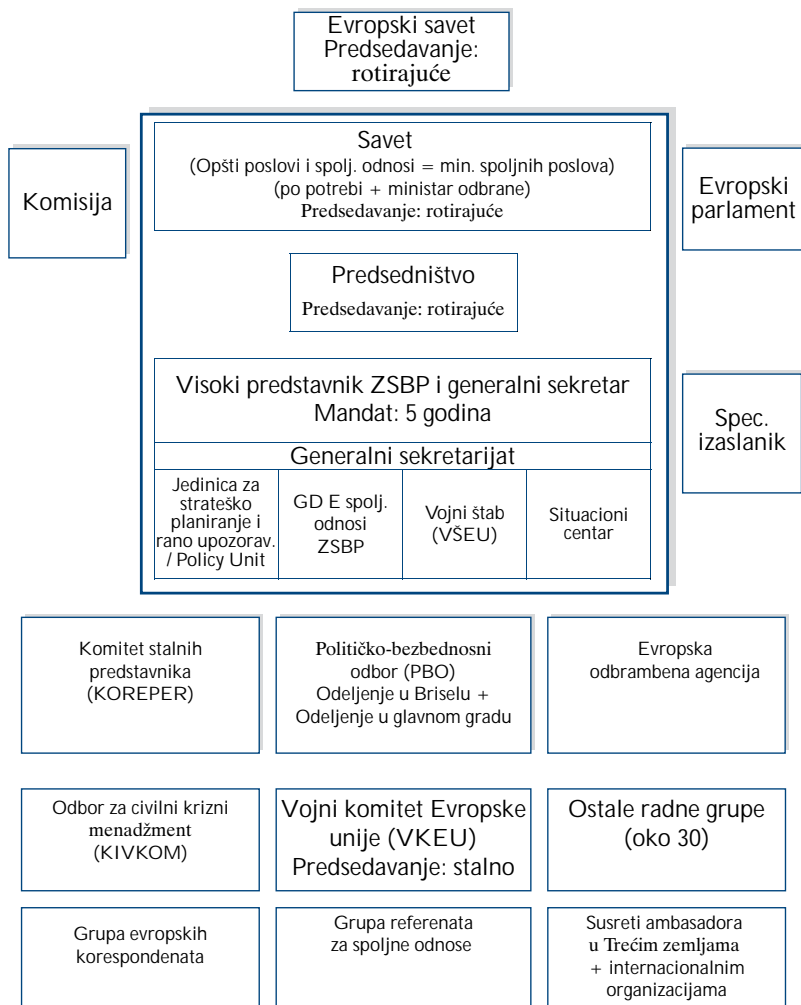 Evropski savet
Predsedavanje:
rotirajuće
Komisija
Savet
(Opšti poslovi i spolj. odnosi = min. spoljnih poslova)
(po potrebi + ministar odbrane)
Predsedavanje: rotirajuće
Evropski
parlament
Predsedništvo
Predsedavanje: rotirajuće
Visoki predstavnik ZSBP i generalni sekretar
Mandat: 5 godina
Spec.
izaslanik
Generalni sekretarijat
Jedinica za
strateško
planiranje i
rano upozorav.
/ Policy Unit
GD E spolj.
odnosi
ZSBP
Vojni štab
(VŠEU)
Situacioni
centar
Komitet stalnih
predstavnika
(KOREPER)
Političko-bezbednosni
odbor (PBO)
Odeljenje u Briselu +
Odeljenje u glavnom gradu
Evropska
odbrambena agencija
Odbor za civilni krizni
menadžment
(KIVKOM)
Vojni komitet Evropske
unije (VKEU)
Predsedavanje: stalno
Ostale radne grupe
(oko 30)
Grupa evropskih
korespondenata
Grupa referenata
za spoljne odnose
Susreti ambasadora
u Trećim zemljama
+ internacionalnim
organizacijama